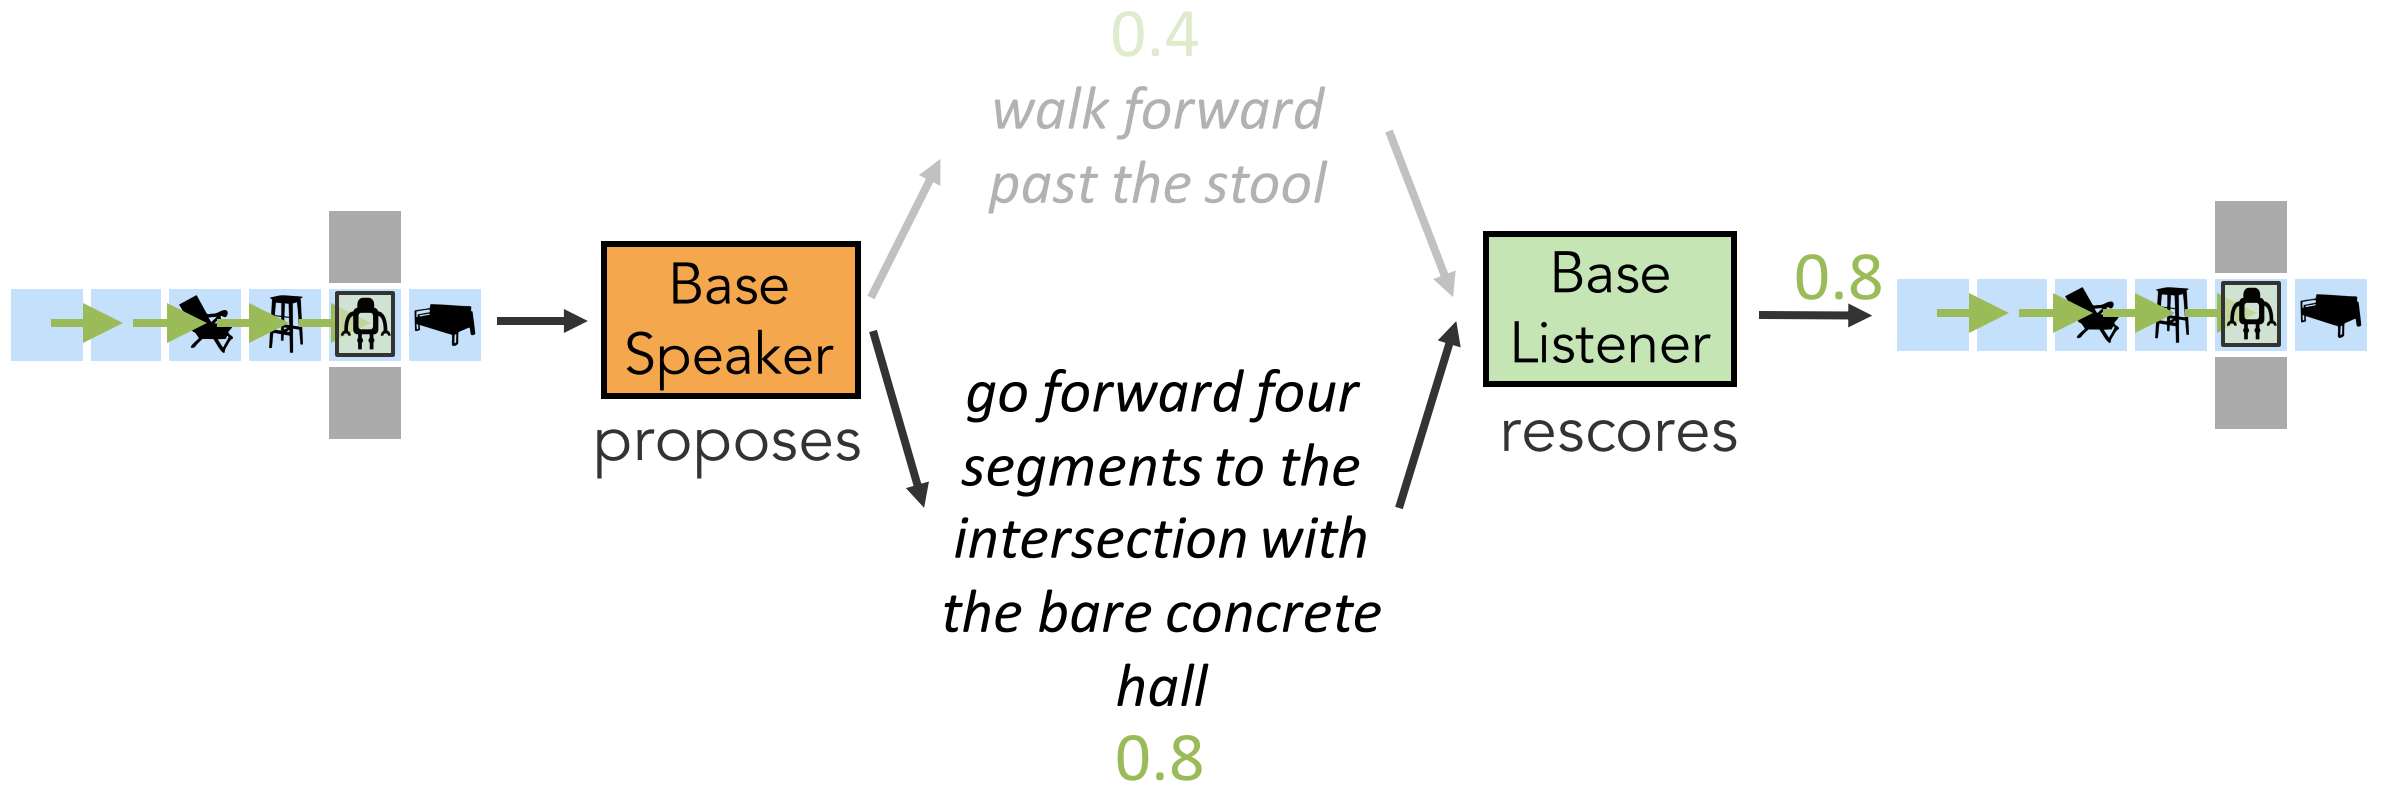 0.4
walk forward
past the stool
Base
Speaker
proposes
go forward four
segments to the
intersection with
the bare concrete
hall
0.8
Base
Listener
rescores
0.8